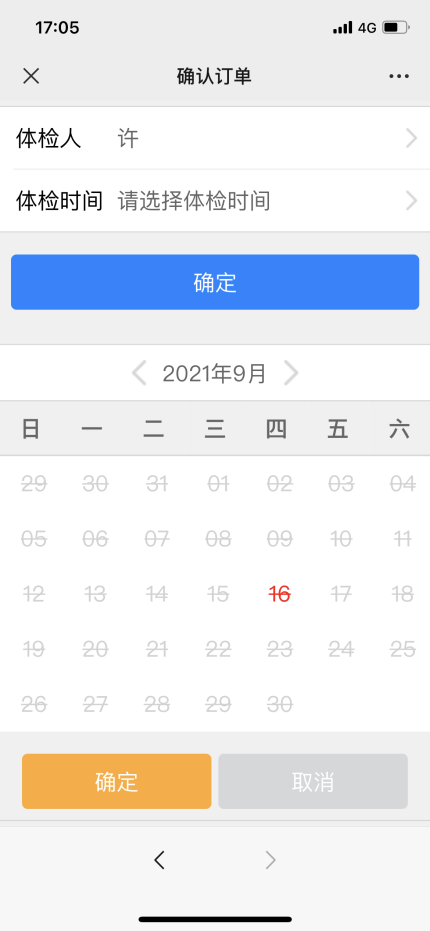 17:05 4G
确认订单
体检人 许
体检时间 请选择体检时间
确定
2021年9月
日 一 二 三 四 五 六
29 30 31 01 02 03 04
05 06 07 08 09 10 11
12 13 14 15 16 17 18
19 20 21 22 23 24 25
26 27 28 29 30
确定 取消